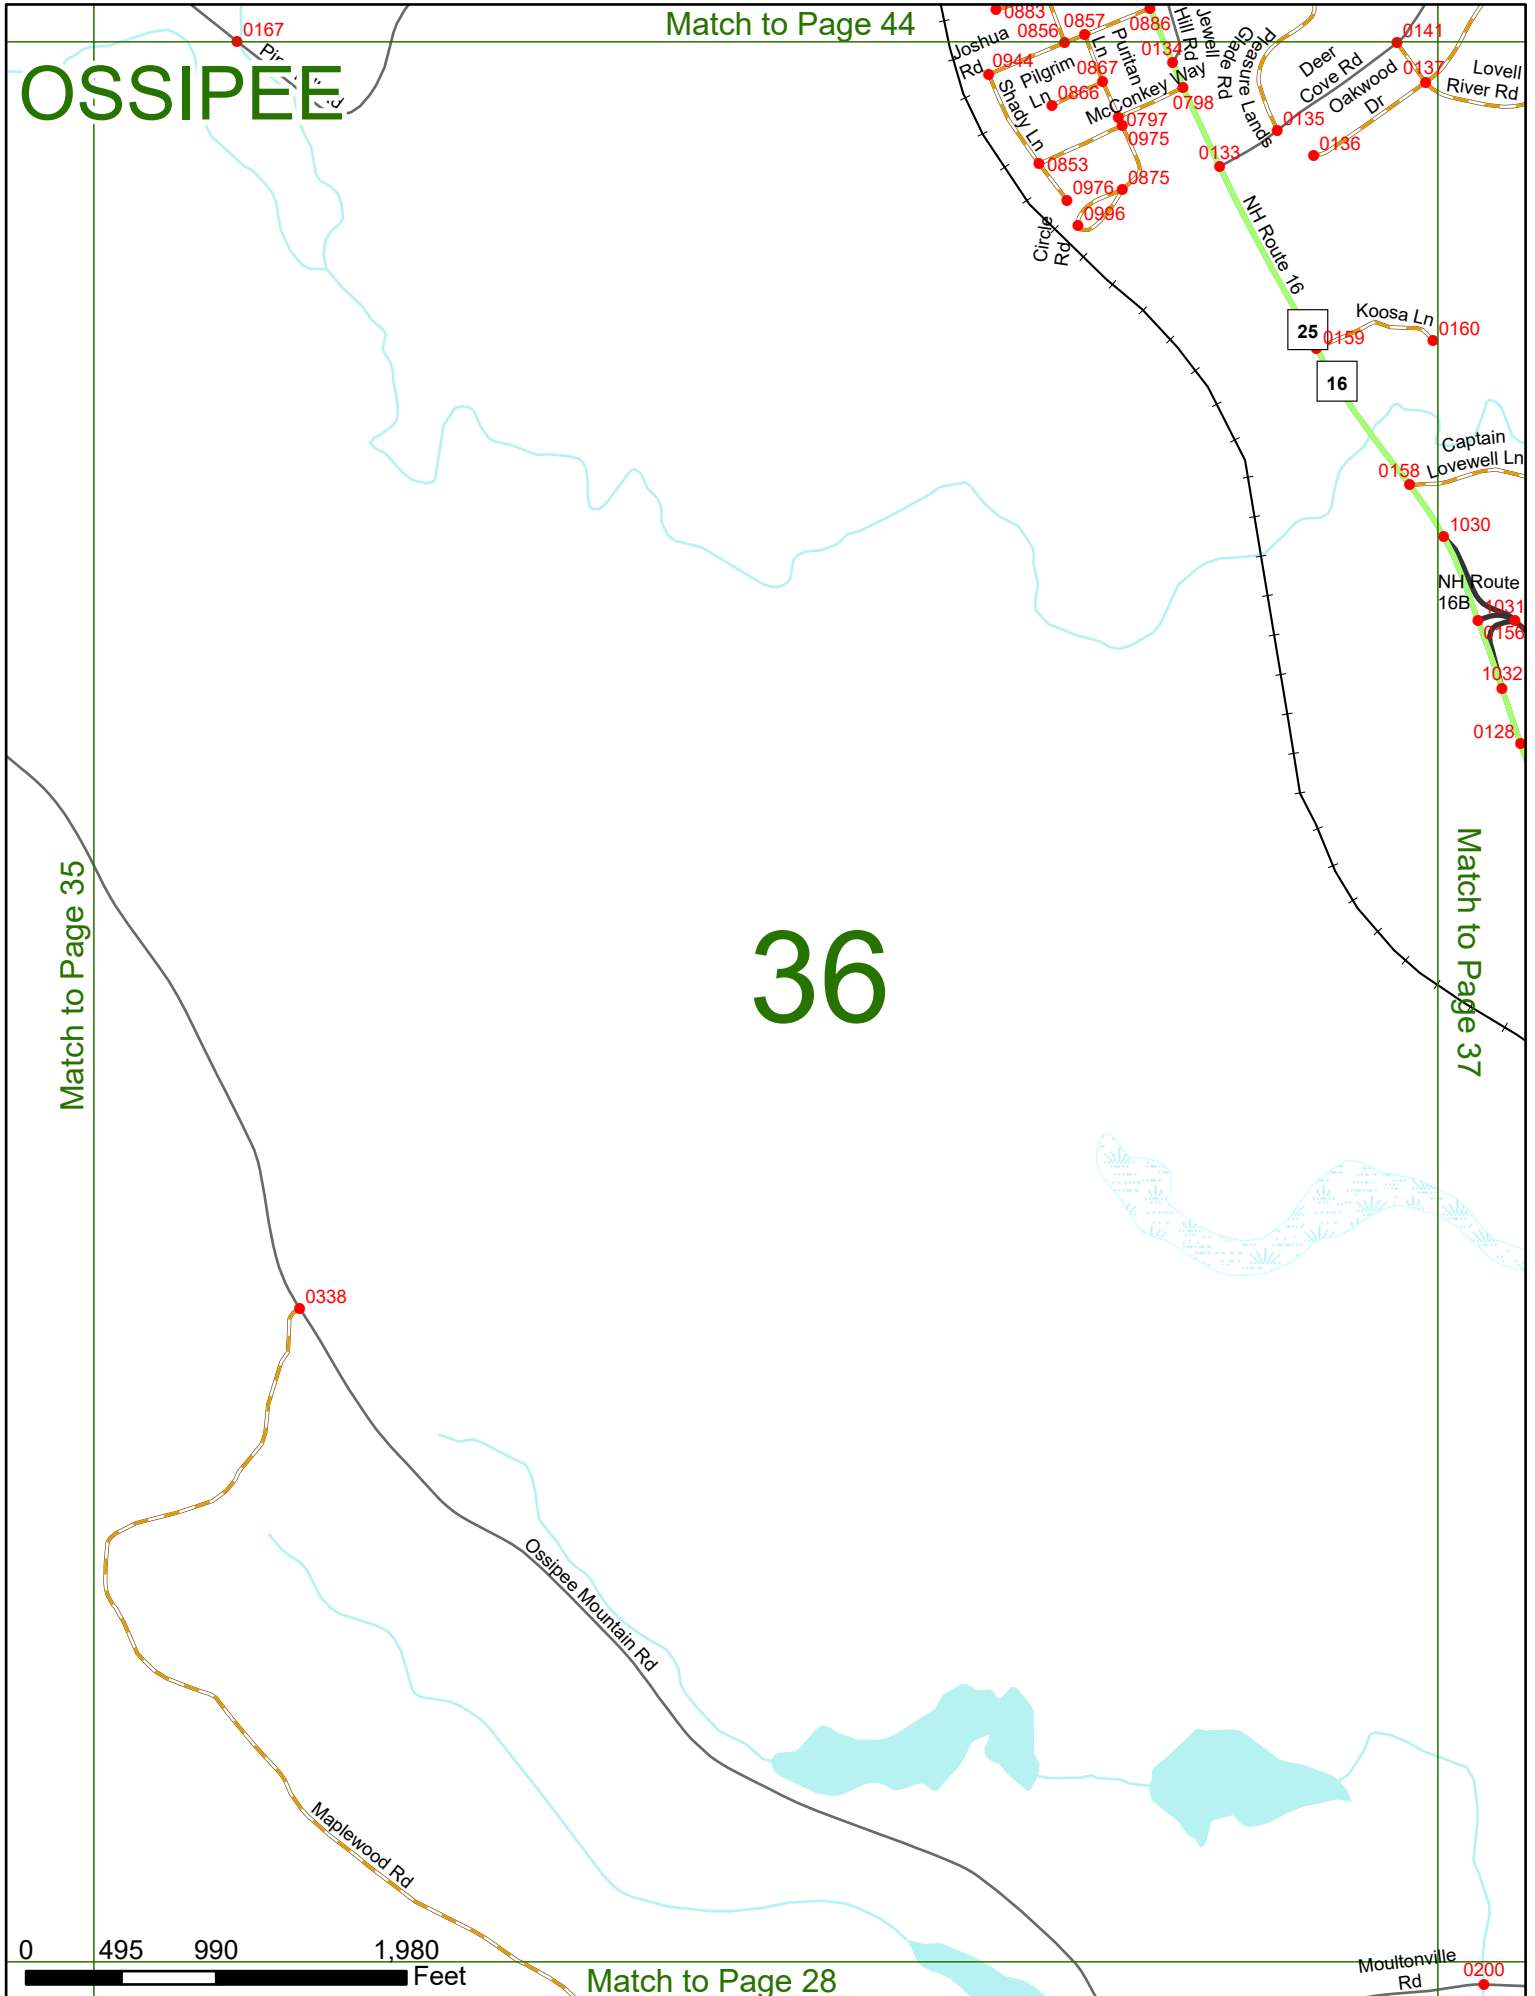 Match to Page 44
OSSIPEE
0167
0883
0856
0857
0886
0141
Joshua
Rd
0944
Pilgrim
Ln
Ln
Puritan
0134
Jewell
Hill Rd
Pleasure Lands
Glade Rd
Deer
Cove Rd
Oakwood
Dr
0137
Lovell
River Rd
0867
0866
McConkey Way
0798
Shady Ln
0797
0975
0135
0136
0853
0133
0976
0875
0996
Circle
Rd
NH Route 16
25
0159
Koosa Ln
0160
16
Captain
Lovewell Ln
0158
1030
NH Route
16B
1031
0156
1032
0128
Match to Page 35
36
Match to Page 37
0338
Ossipee Mountain Rd
Maplewood Rd
0 495 990 1,980
Feet
Match to Page 28
Moultonville
Rd
0200